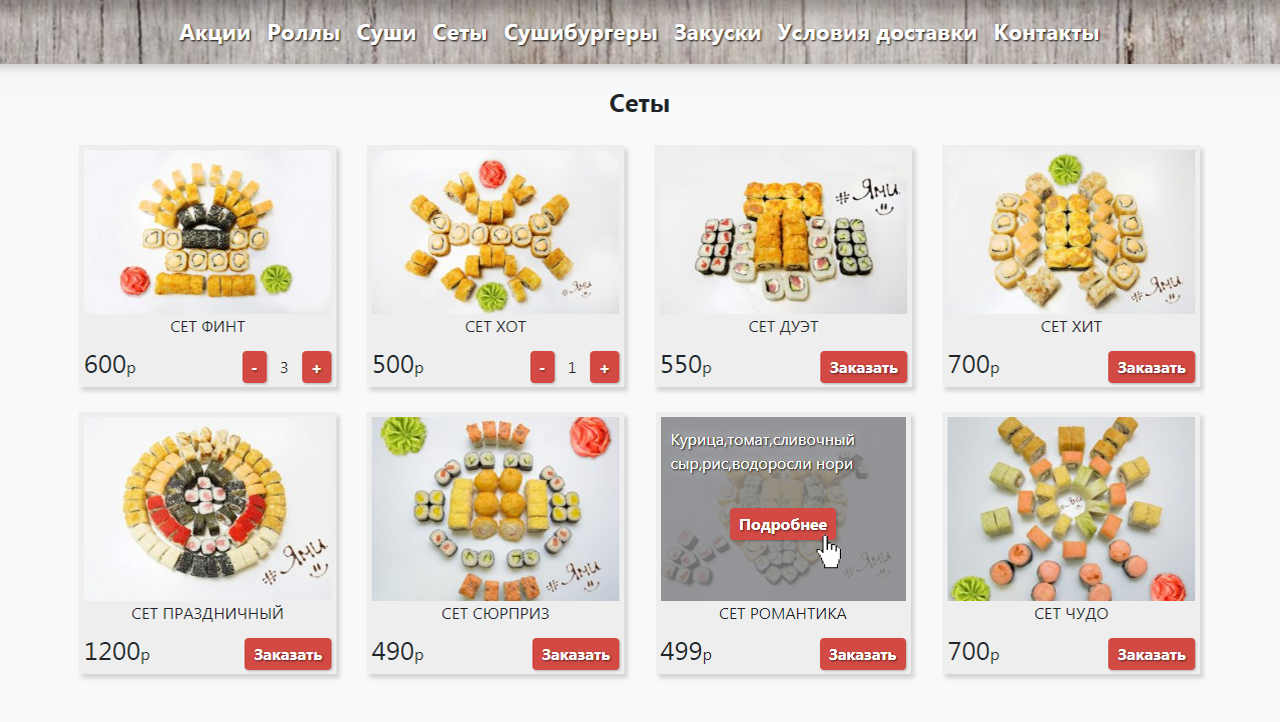 Акции Роллы Суши Сеты Сушибургеры Закуски Условия доставки Контакты
Сеты
#Ями
#Ями
#Ями
СЕТ ФИНТ
СЕТ ХОТ
СЕТ ДУЭТ
СЕТ ХИТ
600р - 3 +
500р - 1 +
550р Заказать
700р Заказать
Курица,томат,сливочный
сыр,рис,водоросли нори
Подробнее
#Ями
#Ями
#Ями
Ями
СЕТ ПРАЗДНИЧНЫЙ
СЕТ СЮРПРИЗ
СЕТ РОМАНТИКА
СЕТ ЧУДО
1200р Заказать
490р Заказать
499р Заказать
700р Заказать